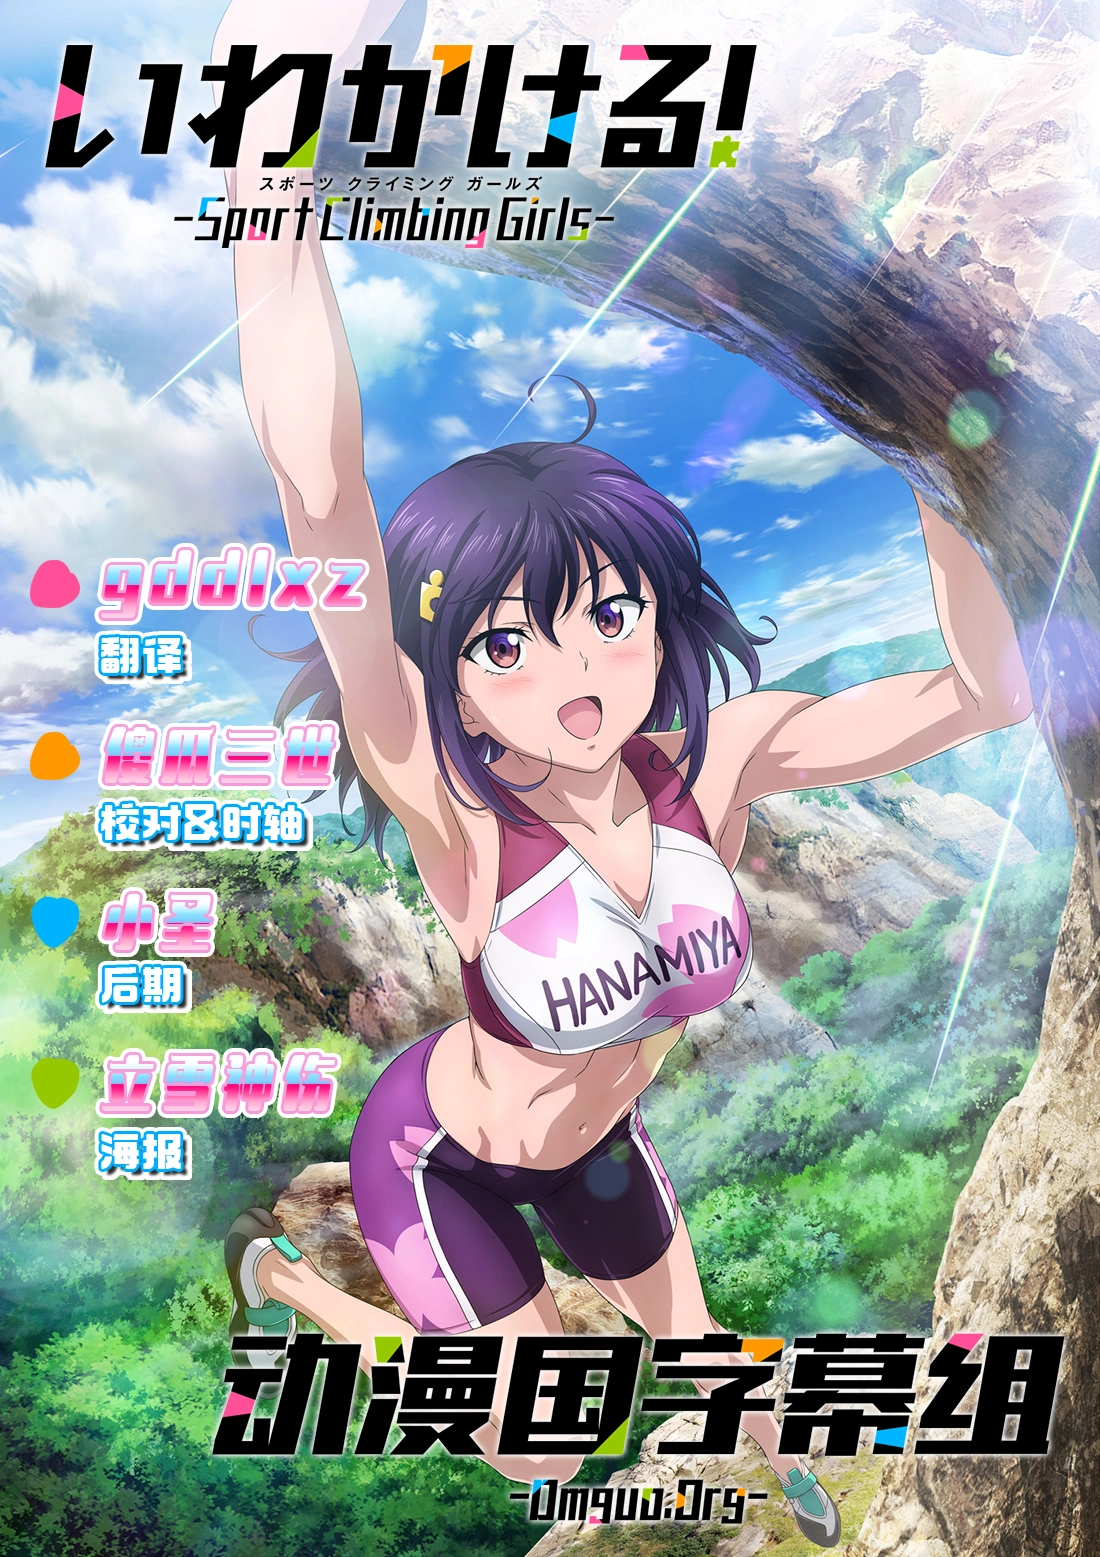 いわかける!
スポーツ クライミング ガールズ
-Sport Climbing Girls-
gddlxz
翻译
傻瓜三世
校对&时轴
小圣
后期
立雪神伤
海报
HANAMIYA
动漫国字幕组
-Dmguo.Org-